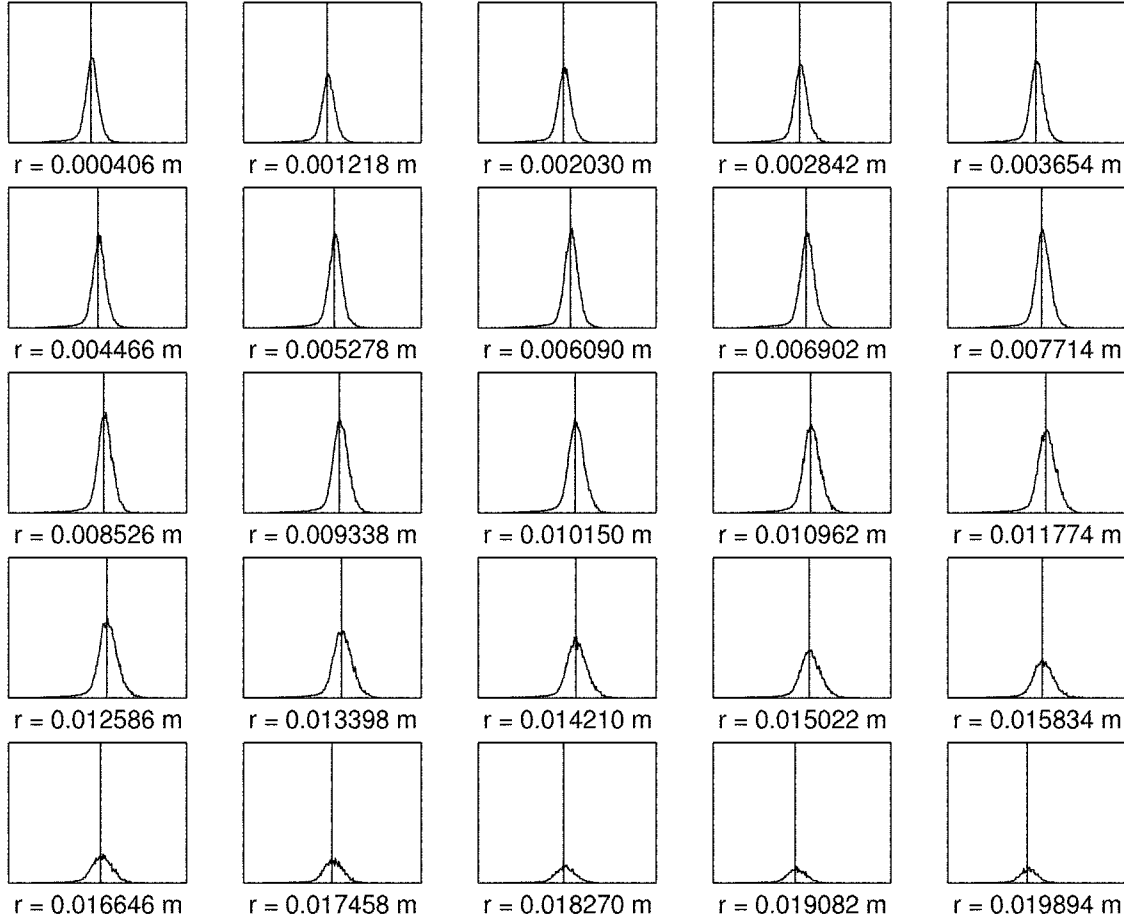 r = 0.000406 m r = 0.001218 m r = 0.002030 m r = 0.002842 m r = 0.003654 m
r = 0.004466 m r = 0.005278 m r = 0.006090 m r = 0.006902 m r = 0.007714 m
r = 0.008526 m r = 0.009338 m r = 0.010150 m r = 0.010962 m r = 0.011774 m
r = 0.012586 m r = 0.013398 m r = 0.014210 m r = 0.015022 m r = 0.015834 m
r = 0.016646 m r = 0.017458 m r = 0.018270 m r = 0.019082 m r = 0.019894 m